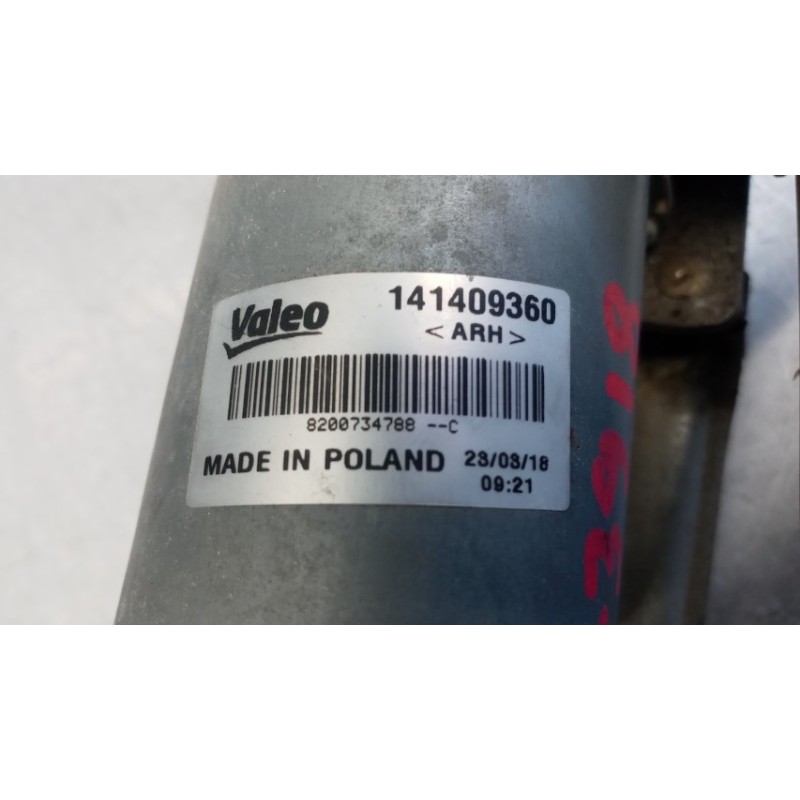 Valeo 141409360
<ARH>
8200734788 --C
MADE IN POLAND 23/03/18
09:21